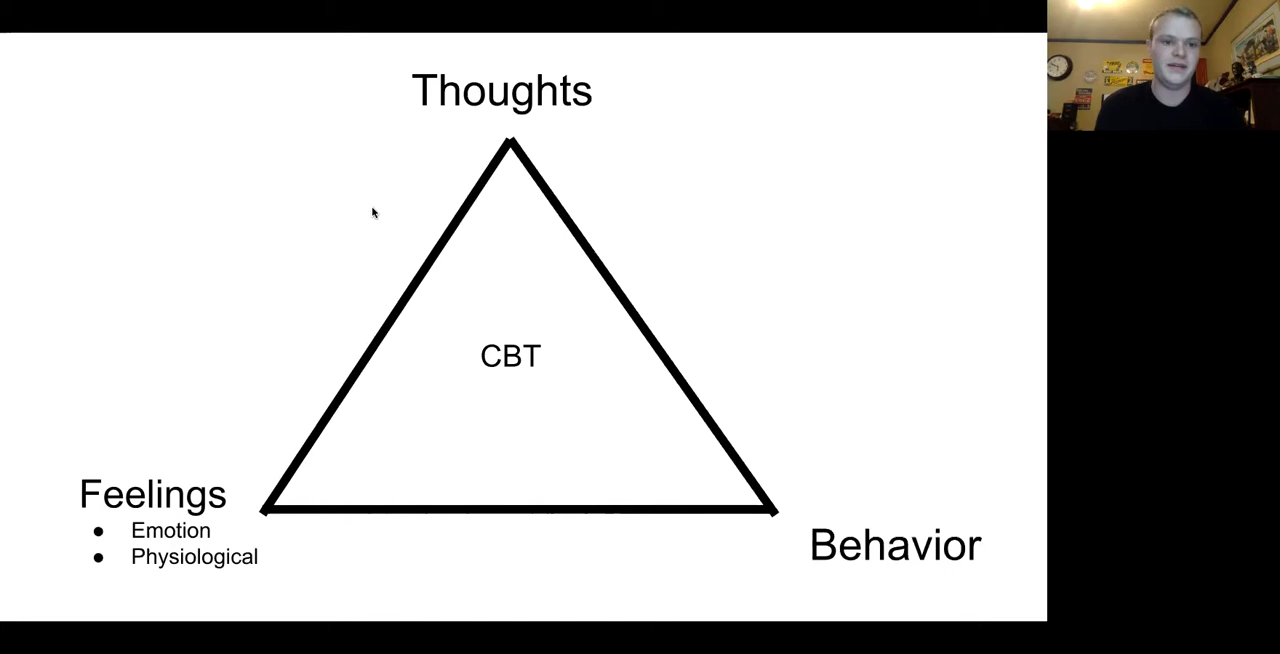 Thoughts
CBT
Feelings
● Emotion
● Physiological
Behavior